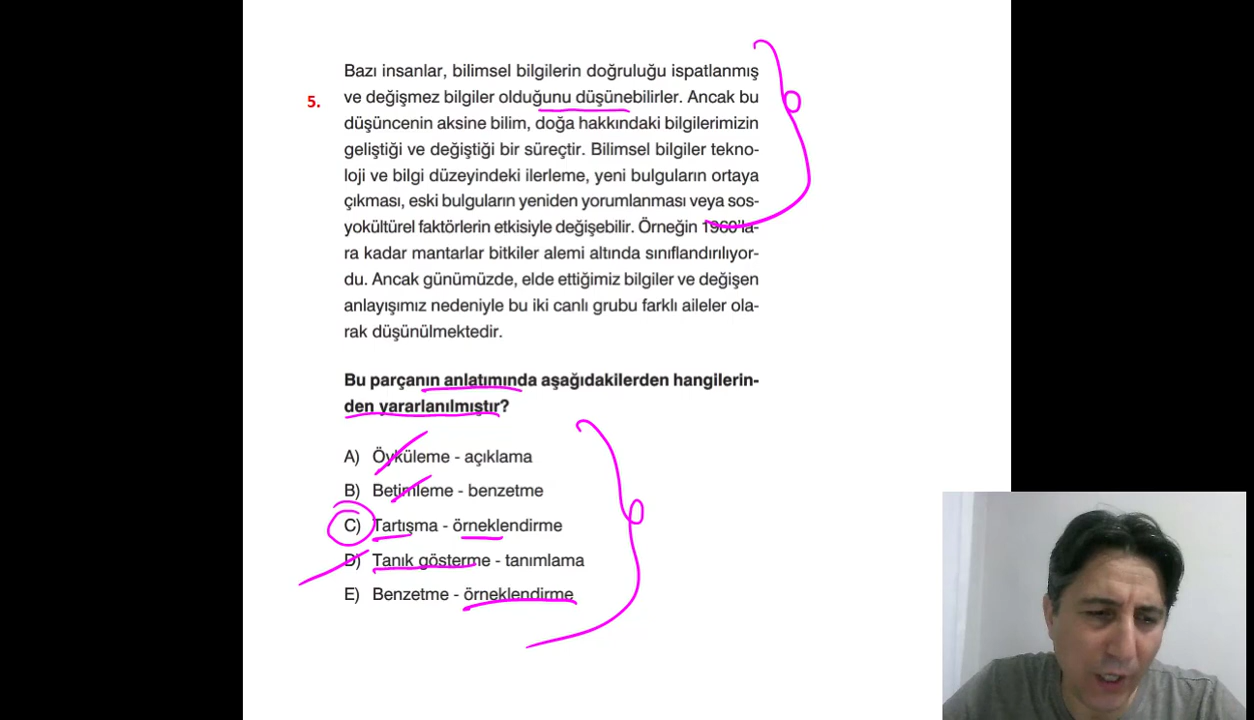 Bazı insanlar, bilimsel bilgilerin doğruluğu ispatlanmış
5. ve değişmez bilgiler olduğunu düşünebilirler. Ancak bu
düşüncenin aksine bilim, doğa hakkındaki bilgilerimizin
geliştiği ve değiştiği bir süreçtir. Bilimsel bilgiler tekno-
loji ve bilgi düzeyindeki ilerleme, yeni bulguların ortaya
çıkması, eski bulguların yeniden yorumlanması veya sos-
yokültürel faktörlerin etkisiyle değişebilir. Örneğin 1960'la-
ra kadar mantarlar bitkiler alemi altında sınıflandırılıyor-
du. Ancak günümüzde, elde ettiğimiz bilgiler ve değişen
anlayışımız nedeniyle bu iki canlı grubu farklı aileler ola-
rak düşünülmektedir.
Bu parçanın anlatımında aşağıdakilerden hangilerin-
den yararlanılmıştır?
A) Öyküleme - açıklama
B) Betimleme - benzetme
C) Tartışma - örneklendirme
D) Tanık gösterme - tanımlama
E) Benzetme - örneklendirme